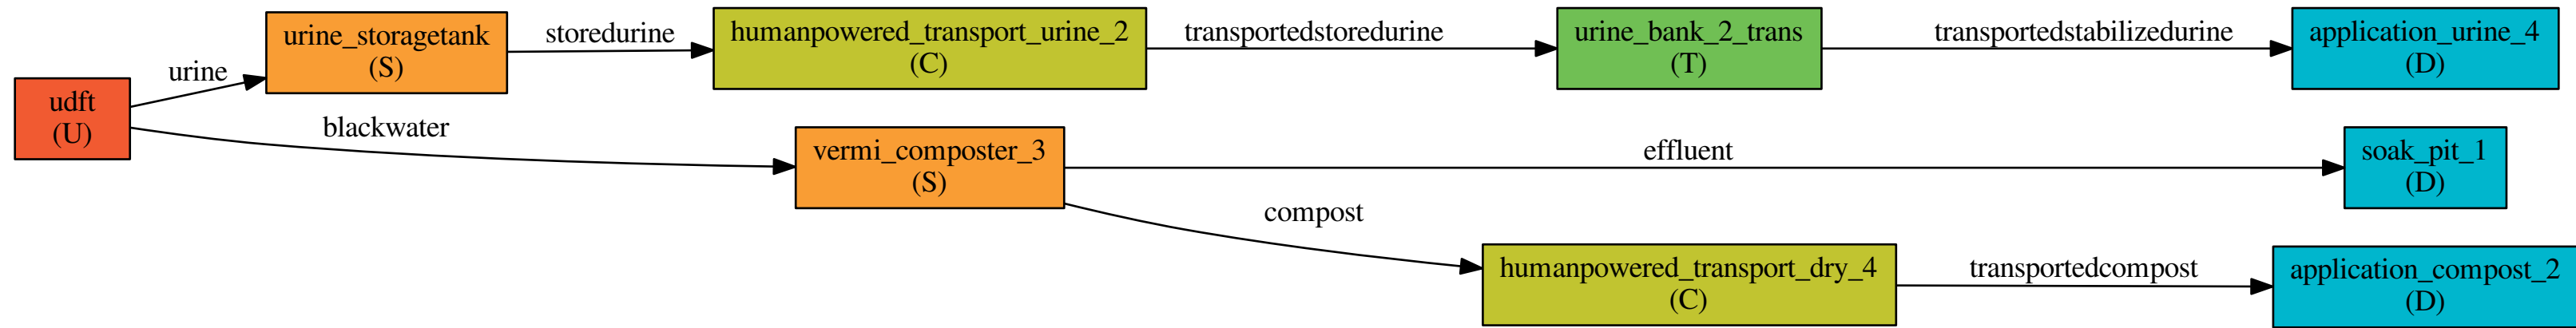 udft
(U)
urine
blackwater
urine_storagetank
(S)
storedurine
humanpowered_transport_urine_2
(C)
transportedstoredurine
urine_bank_2_trans
(T)
transportedstabilizedurine
application_urine_4
(D)
vermi_composter_3
(S)
effluent
soak_pit_1
(D)
compost
humanpowered_transport_dry_4
(C)
transportedcompost
application_compost_2
(D)